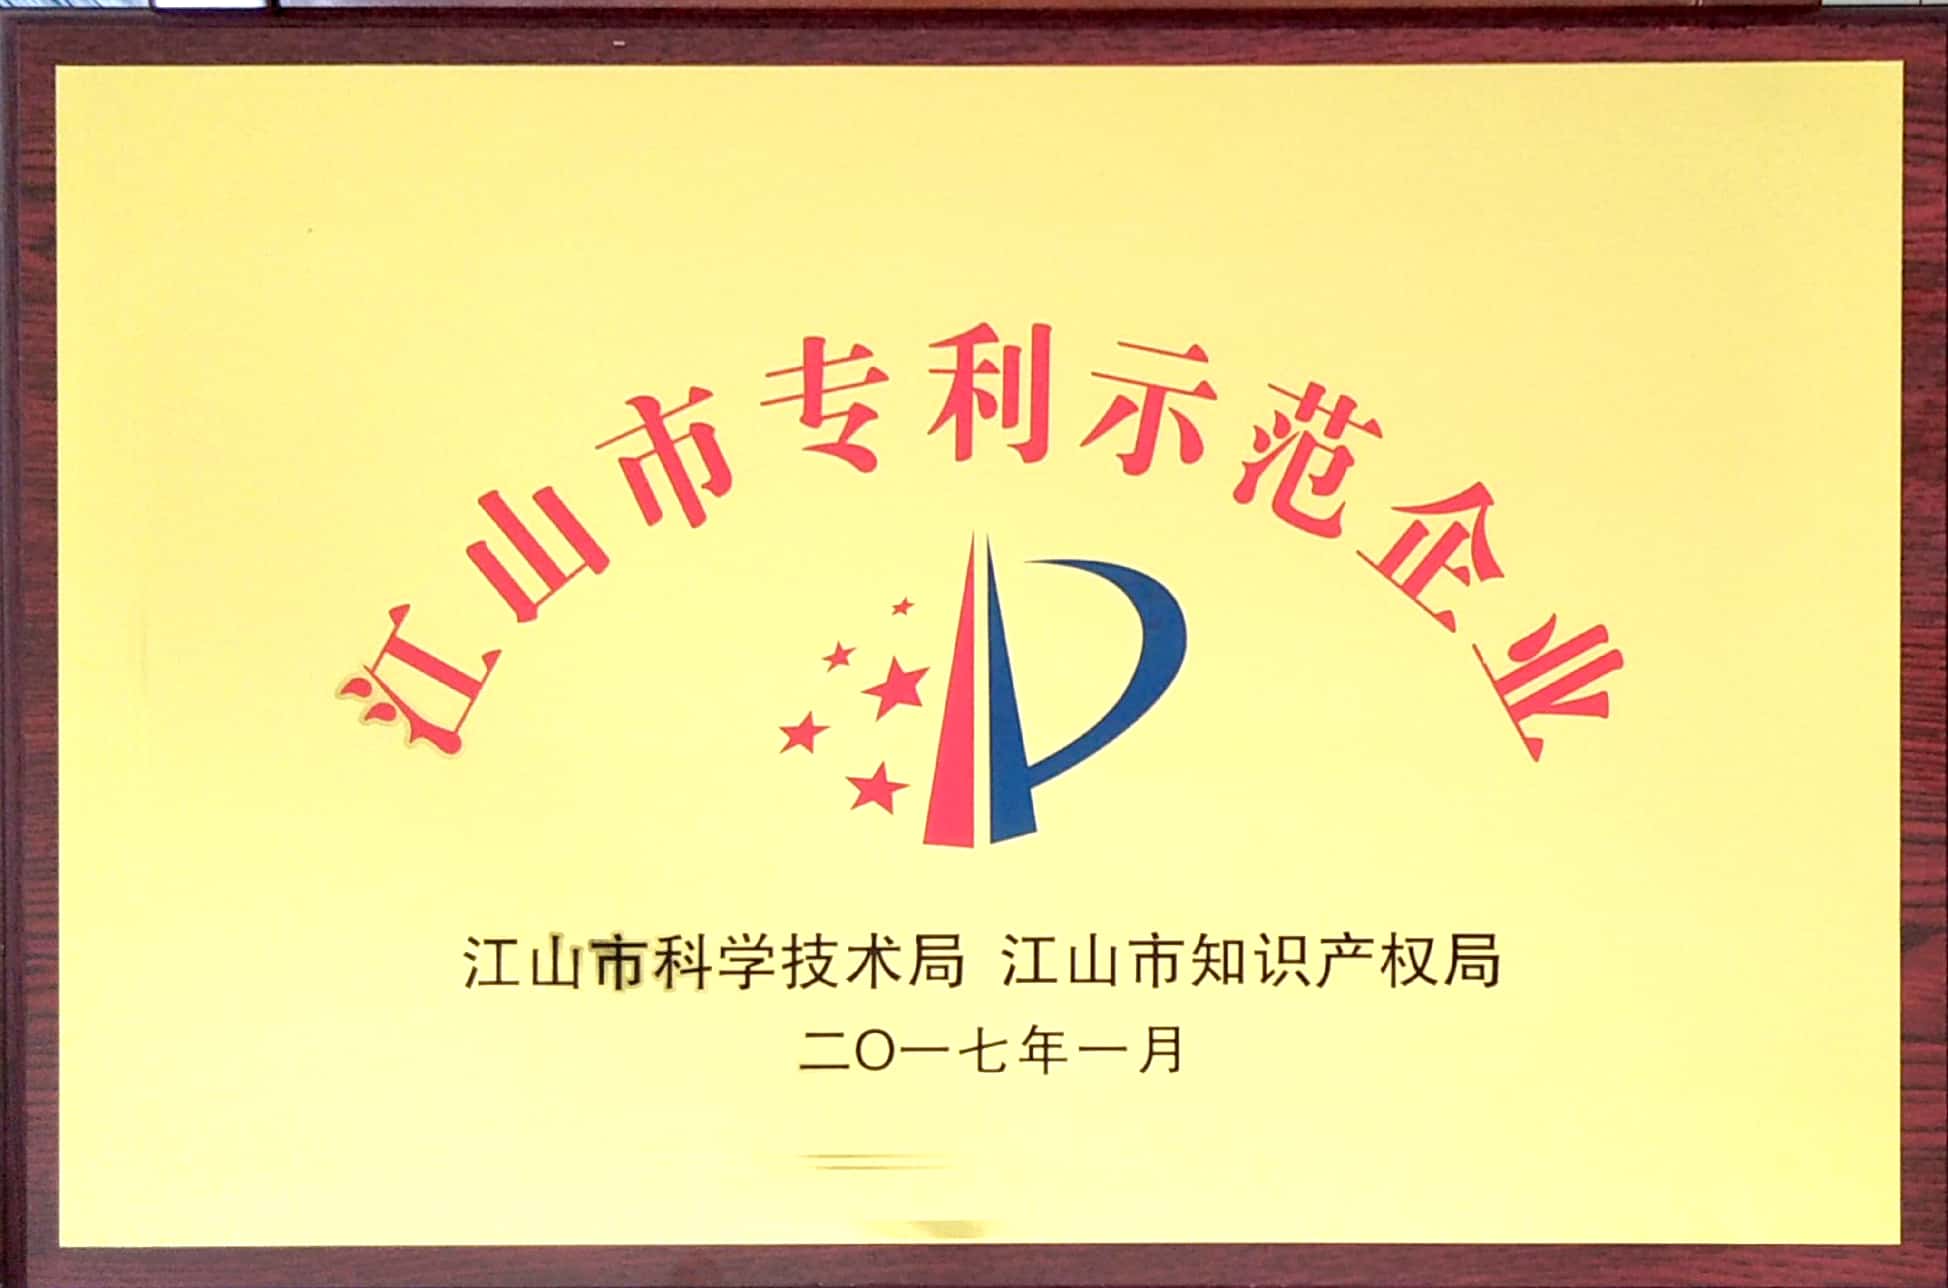 江山市专利示范企业
江山市科学技术局 江山市知识产权局
二〇一七年一月